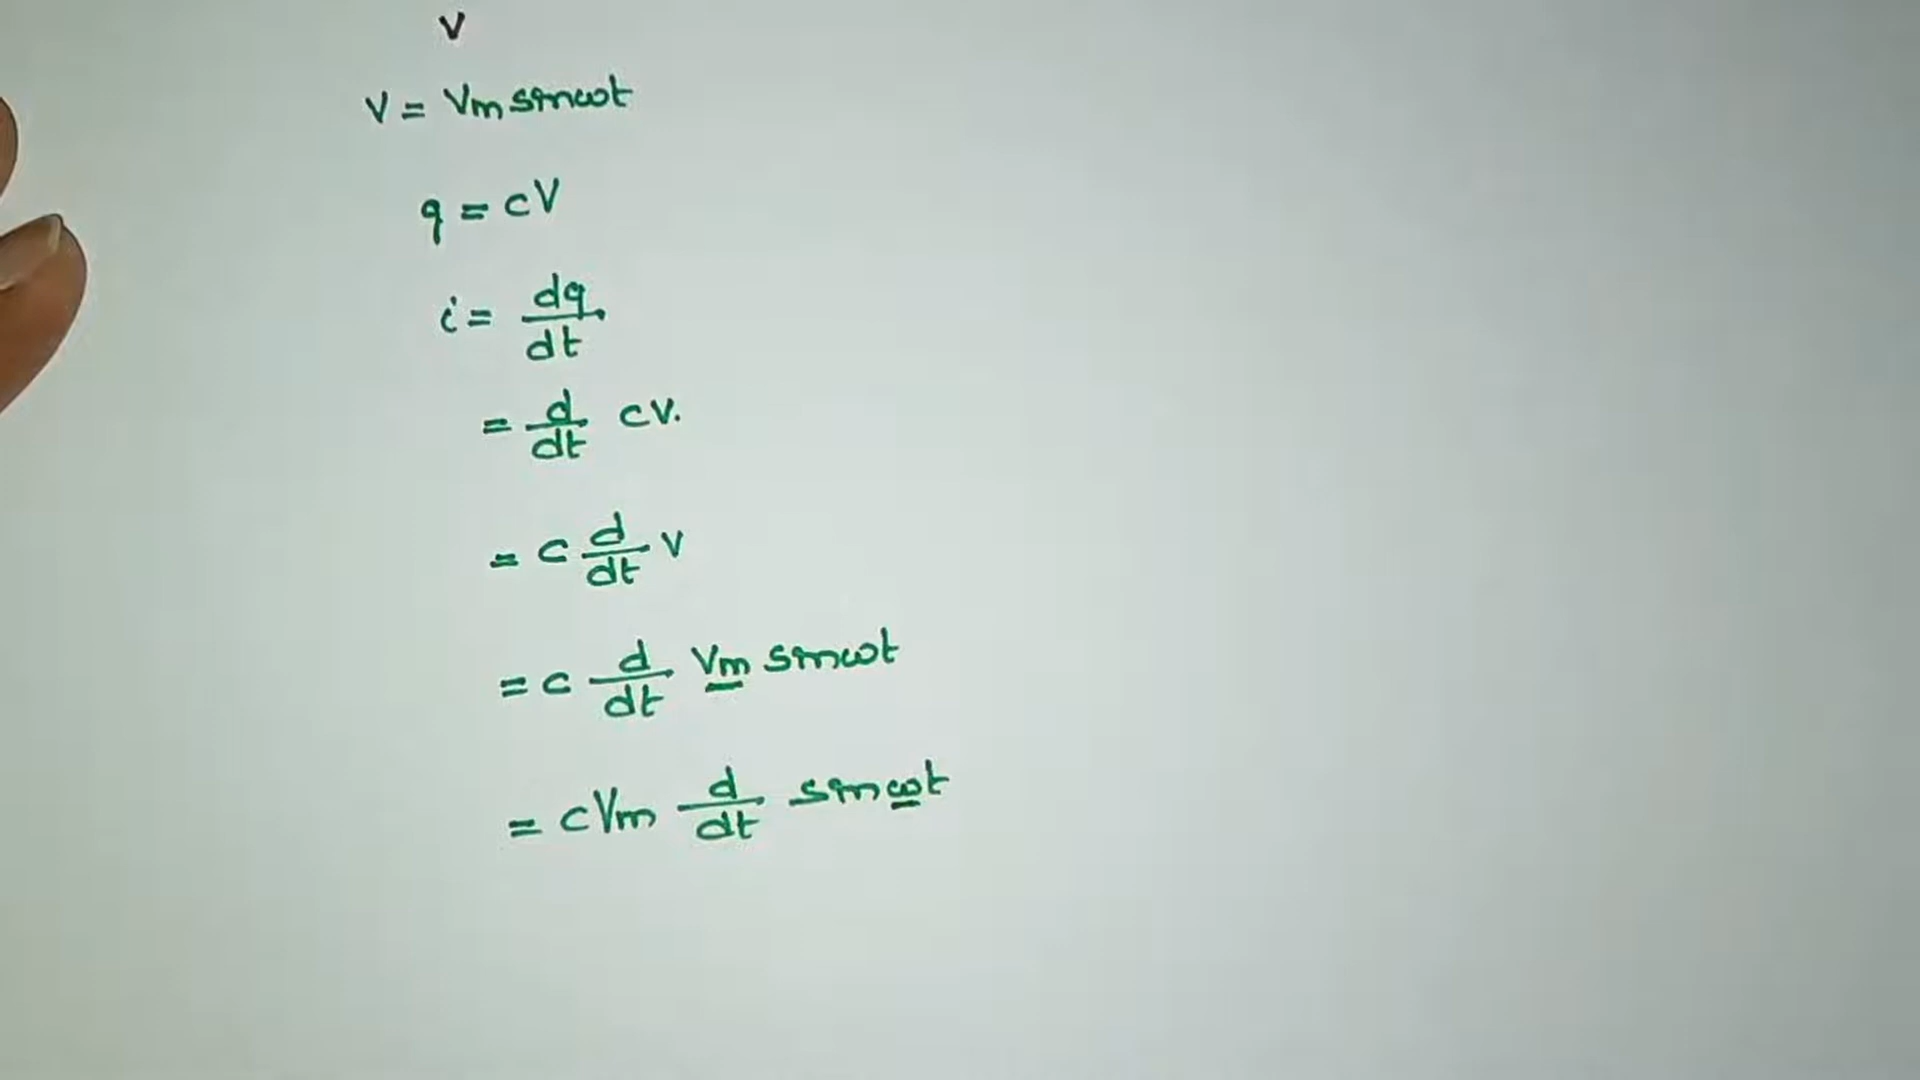 V
V = Vm sinωt
q = cV
i = dq/dt
= d/dt cv.
= c d/dt v
= c d/dt Vm sinωt
= cVm d/dt sinωt